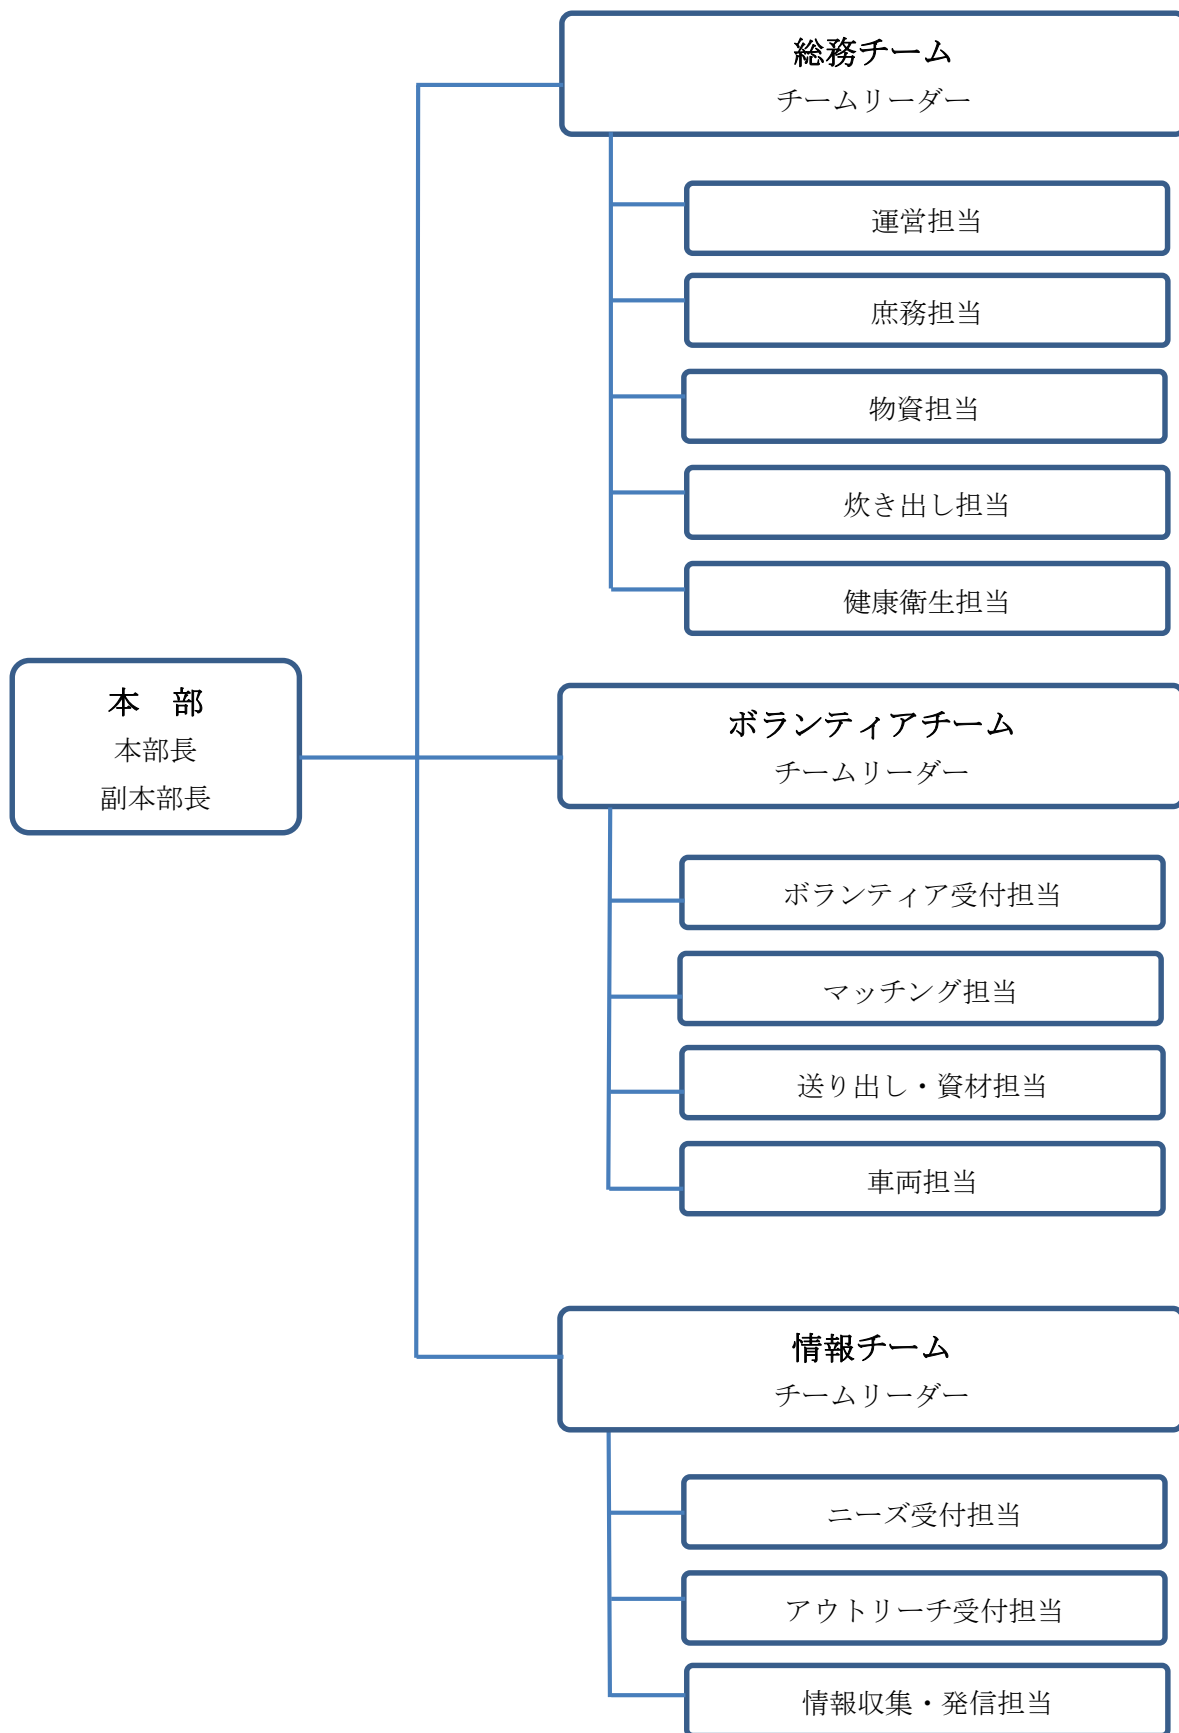 総務チーム
チームリーダー
運営担当
庶務担当
物資担当
炊き出し担当
健康衛生担当
本　部
本部長
副本部長
ボランティアチーム
チームリーダー
ボランティア受付担当
マッチング担当
送り出し・資材担当
車両担当
情報チーム
チームリーダー
ニーズ受付担当
アウトリーチ受付担当
情報収集・発信担当